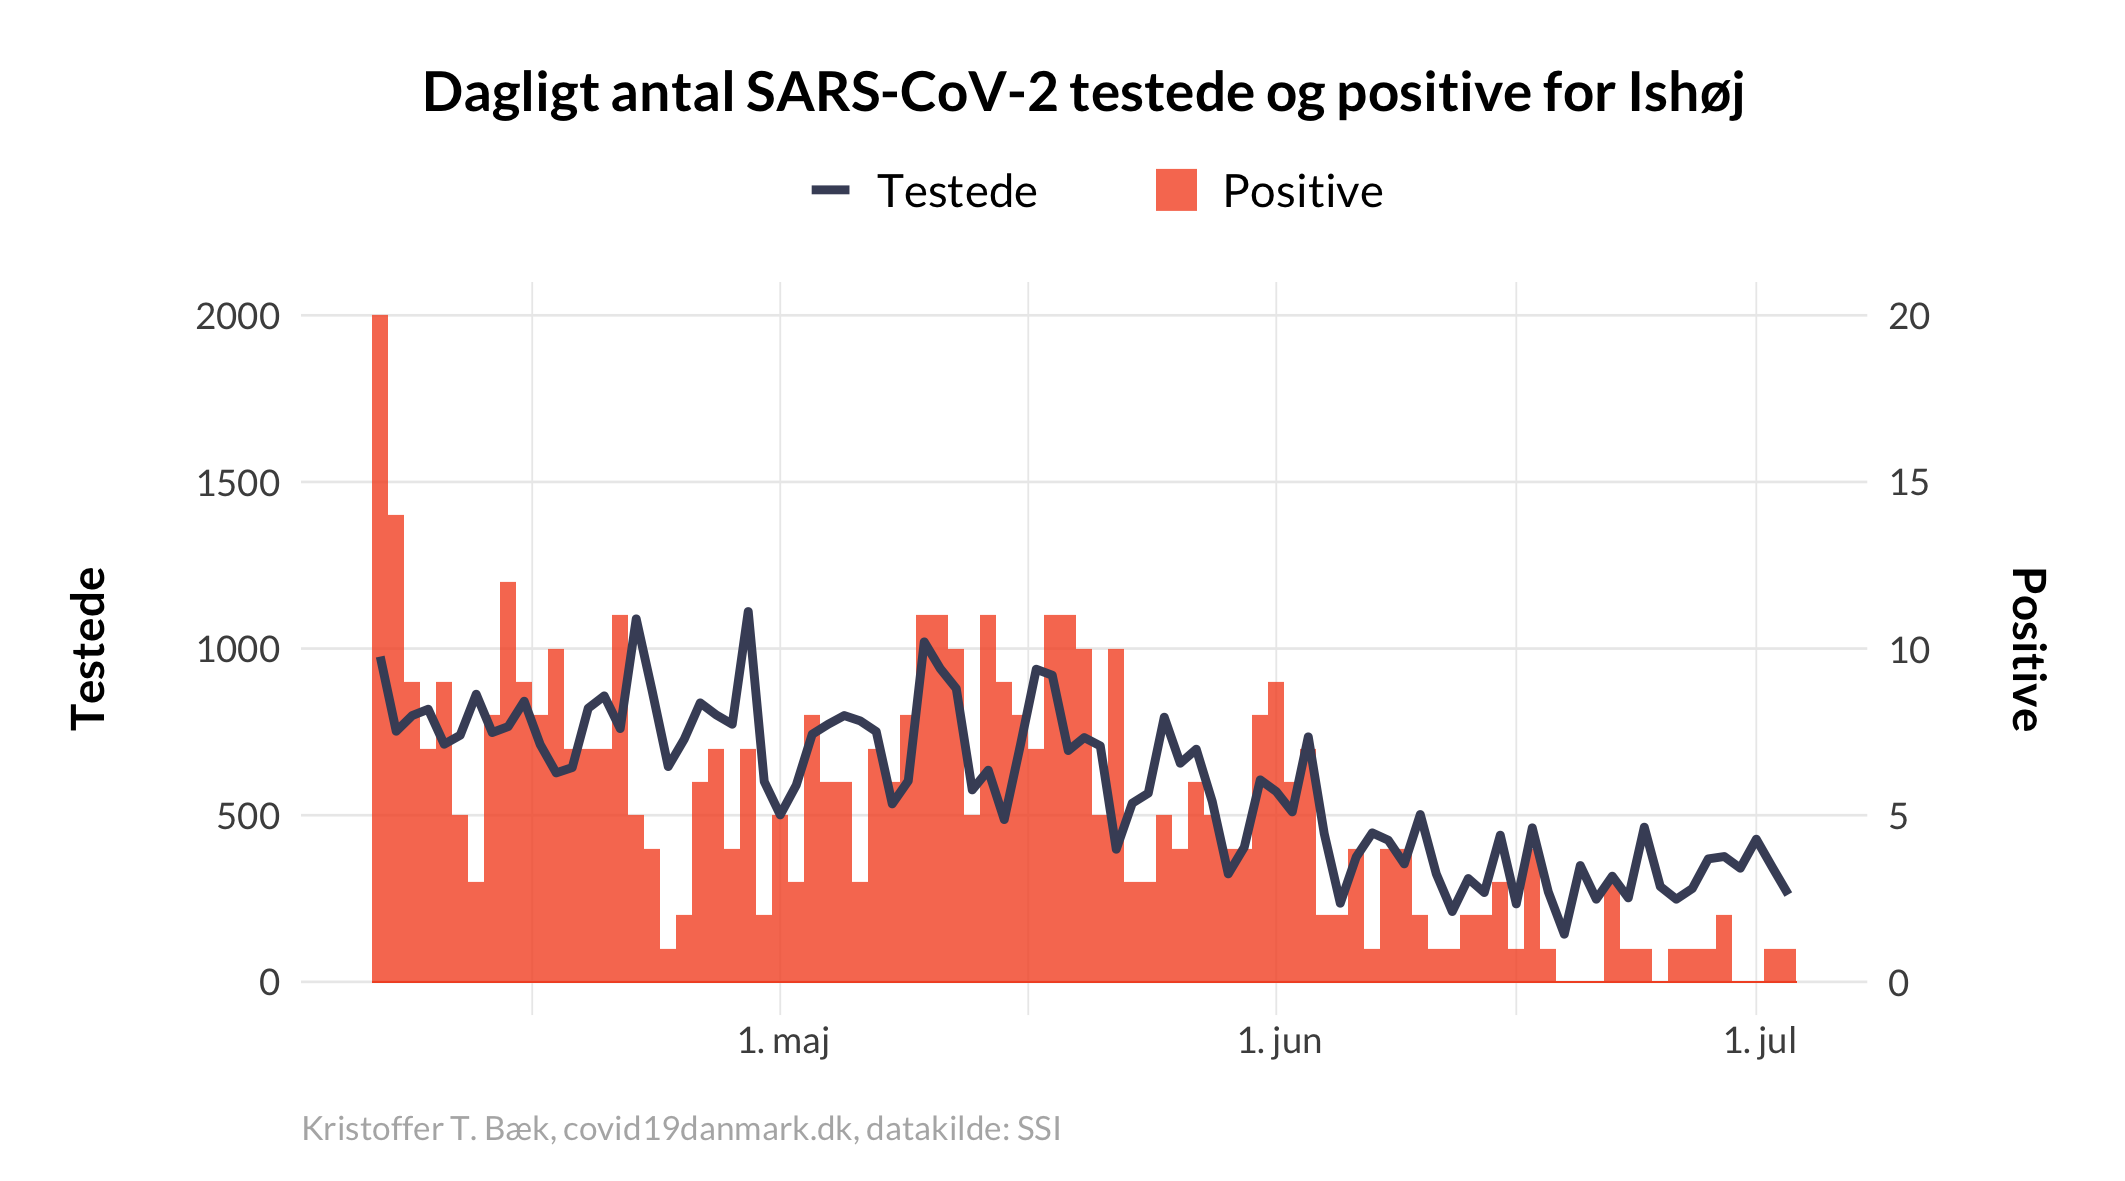 Dagligt antal SARS-CoV-2 testede og positive for Ishøj
Testede
Positive
2000
1500
1000
500
0
Testede
20
15
10
5
0
Positive
1. maj
1. jun
1. jul
Kristoffer T. Bæk, covid19danmark.dk, datakilde: SSI